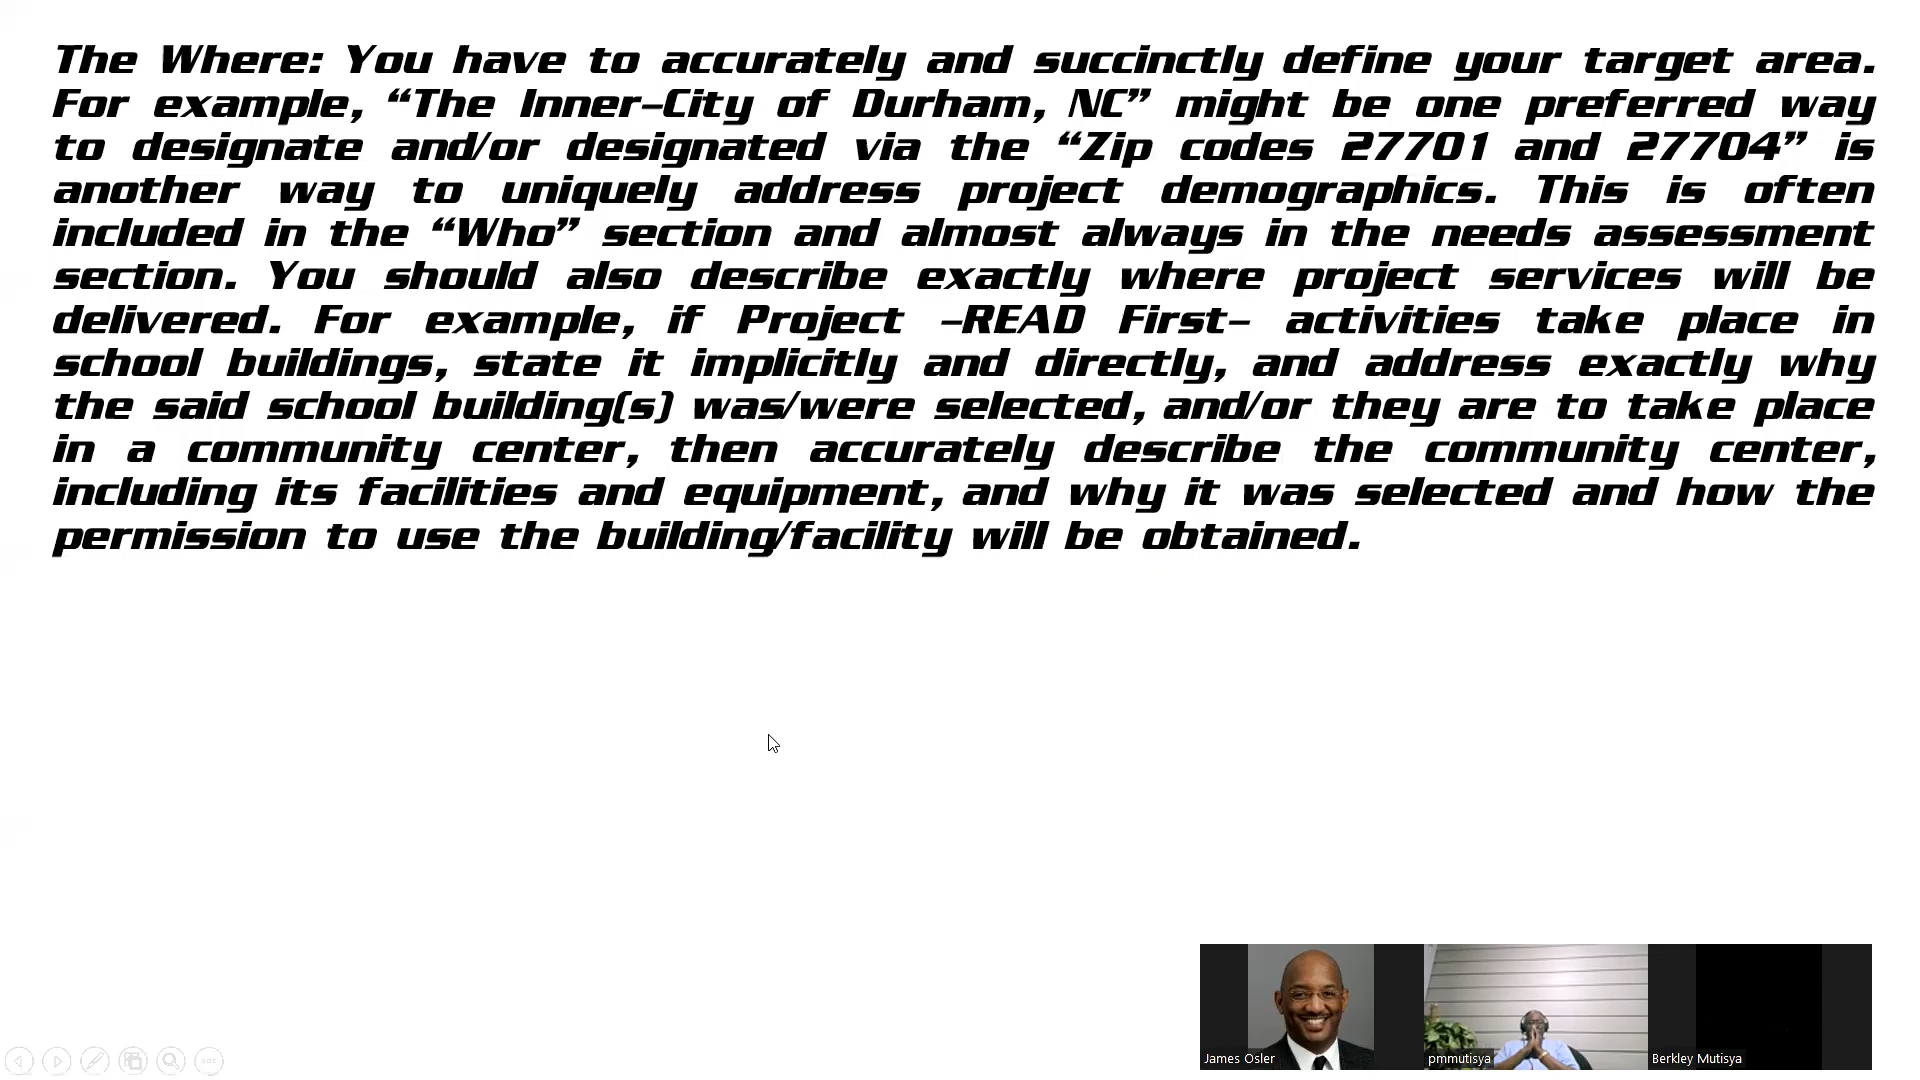 The Where: You have to accurately and succinctly define your target area.
For example, “The Inner-City of Durham, NC” might be one preferred way
to designate and/or designated via the “Zip codes 27701 and 27704” is
another way to uniquely address project demographics. This is often
included in the “Who” section and almost always in the needs assessment
section. You should also describe exactly where project services will be
delivered. For example, if Project -READ First- activities take place in
school buildings, state it implicitly and directly, and address exactly why
the said school building(s) was/were selected, and/or they are to take place
in a community center, then accurately describe the community center,
including its facilities and equipment, and why it was selected and how the
permission to use the building/facility will be obtained.
James Osler
pmmutisya
Berkley Mutisya